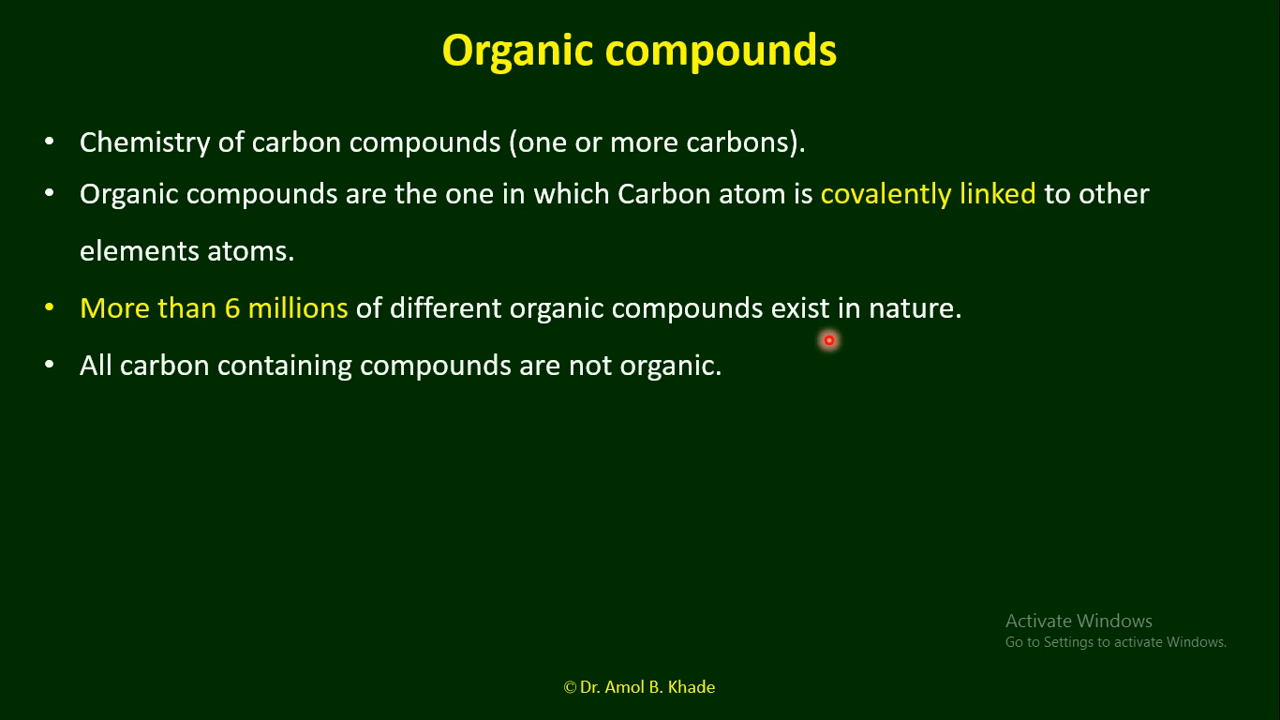 Organic compounds
• Chemistry of carbon compounds (one or more carbons).
• Organic compounds are the one in which Carbon atom is covalently linked to other
elements atoms.
• More than 6 millions of different organic compounds exist in nature.
• All carbon containing compounds are not organic.
Activate Windows
Go to Settings to activate Windows.
© Dr. Amol B. Khade